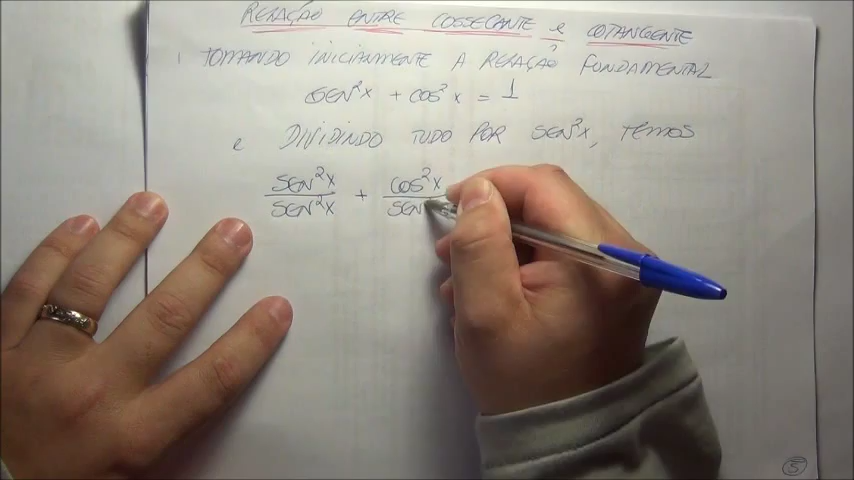 RELAÇÃO ENTRE COSSECANTE e COTANGENTE
TOMANDO INICIALMENTE A RELAÇÃO FUNDAMENTAL
SEN²X + COS²X = 1
e DIVIDINDO TUDO POR SEN²X, TEMOS
SEN²X + COS²X
SEN²X SEN
5